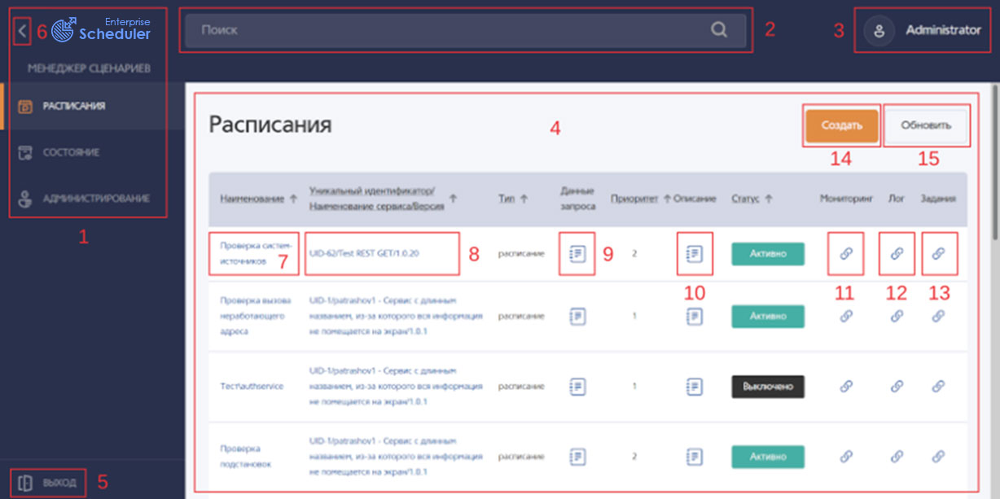 6
Enterprise
Scheduler
Поиск
2
3
Administrator
МЕНЕДЖЕР СЦЕНАРИЕВ
РАСПИСАНИЯ
СОСТОЯНИЕ
АДМИНИСТРИРОВАНИЕ
1
ВЫХОД
5
Расписания
4
Создать
Обновить
14
15
Наименование
Уникальный идентификатор/
Наименование сервиса/Версия
Тип
Данные
запроса
Приоритет
Описание
Статус
Мониторинг
Лог
Задания
Проверка систем-
источников
7
UID-62/Test REST GET/1.0.20
8
расписание
9
2
10
Активно
11
12
13
Проверка вызова
неработающего
адреса
UID-1/patrashov1 - Сервис с длинным
названием, из-за которого вся информация
не помещается на экран/1.0.1
расписание
1
Активно
Тест\authservice
UID-1/patrashov1 - Сервис с длинным
названием, из-за которого вся информация
не помещается на экран/1.0.1
расписание
1
Выключено
Проверка
подстановок
UID-1/patrashov1 - Сервис с длинным
названием, из-за которого вся информация
не помещается на экран/1.0.1
расписание
2
Активно